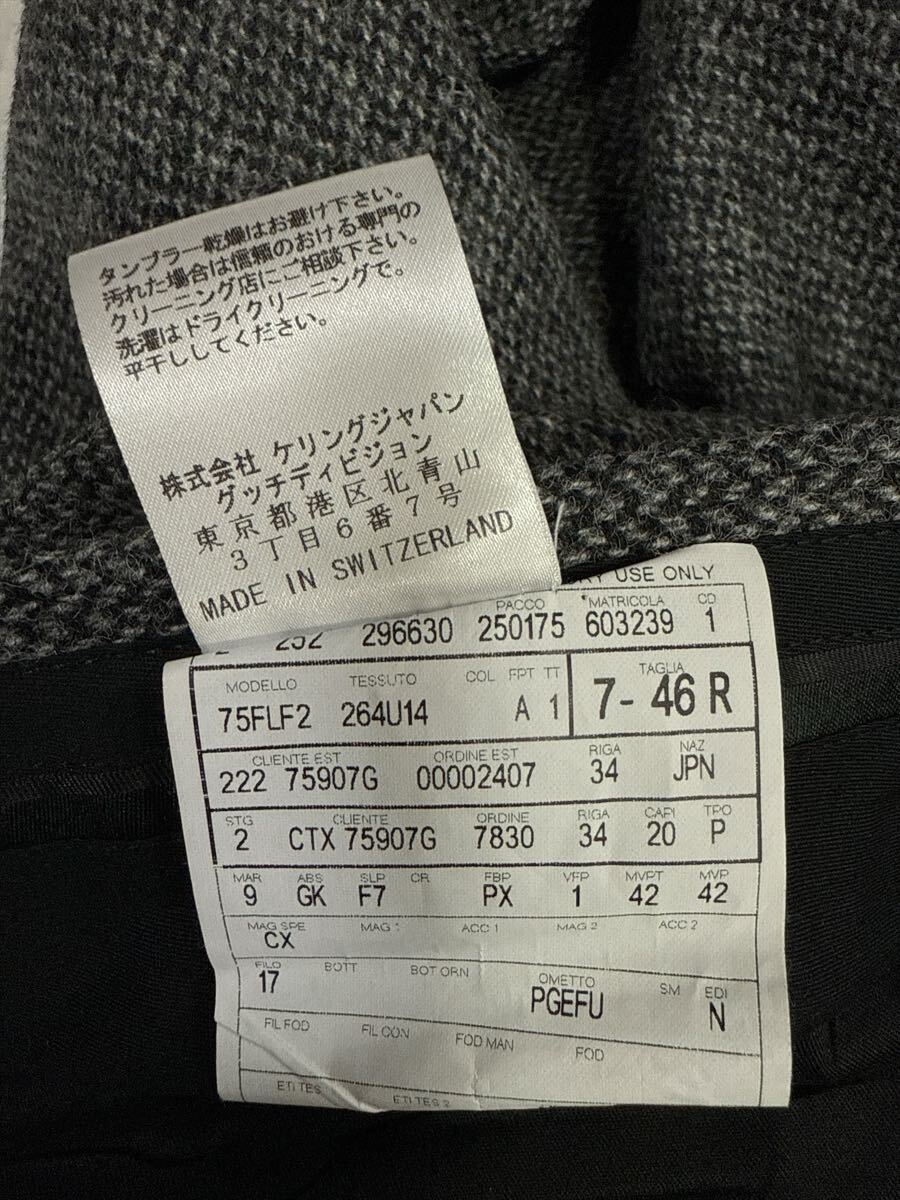 タンブラー乾燥はお避け下さい。
汚れた場合は信頼のおける専門の
クリーニング店にご相談下さい。
洗濯はドライクリーニングで。
平干ししてください。
株式会社 ケリングジャパン
グッチディビジョン
東京都港区北青山
3丁目6番7号
MADE IN SWITZERLAND
USE ONLY
PACCO MATRICOLA CD
296630 250175 603239 1
MODELLO TESSUTO COL FPT TT TAGLIA
75FLF2 264U14 A 1 7- 46 R
CLIENTE EST ORDINE EST RIGA NAZ
222 75907G 00002407 34 JPN
STG CLIENTE ORDINE RIGA CAPI TPO
2 CTX 75907G 7830 34 20 P
MAR ABS SLP CR FBP VFP MVPT MVP
9 GK F7 PX 1 42 42
MAG SPE MAG 1 ACC 1 MAG 2 ACC 2
CX
FILO BOTT BOT ORN OMETTO SM EDI
17 PGEFU N
FIL FOD FIL CON FOD MAN FOD
ETI TES ETI TES 2